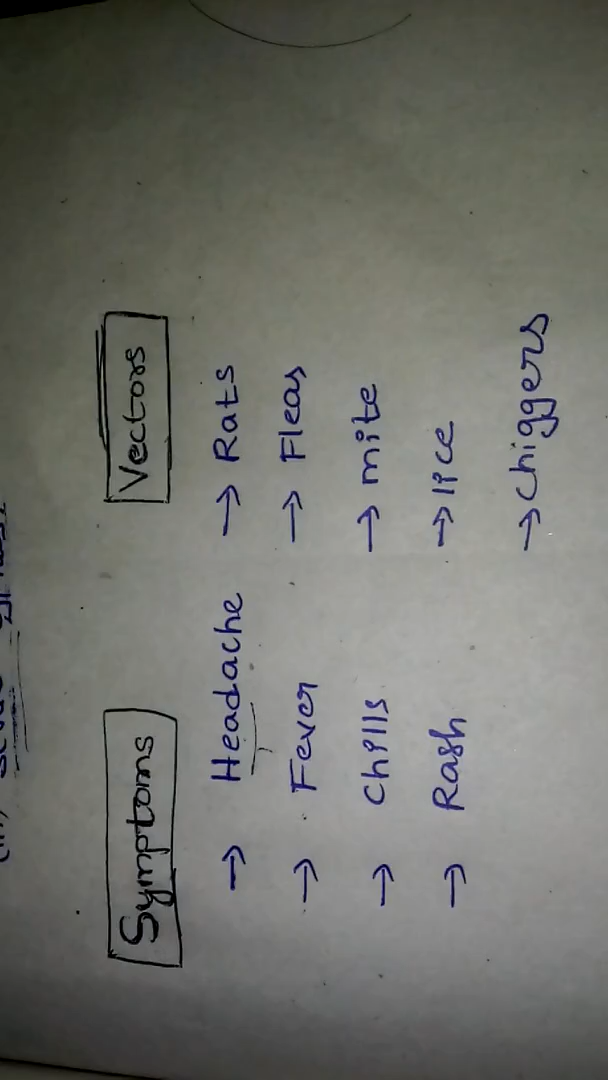 Symptoms
→ Headache
→ Fever
→ Chills
→ Rash
Vectors
→ Rats
→ Fleas
→ mite
→ lice
→ chiggers